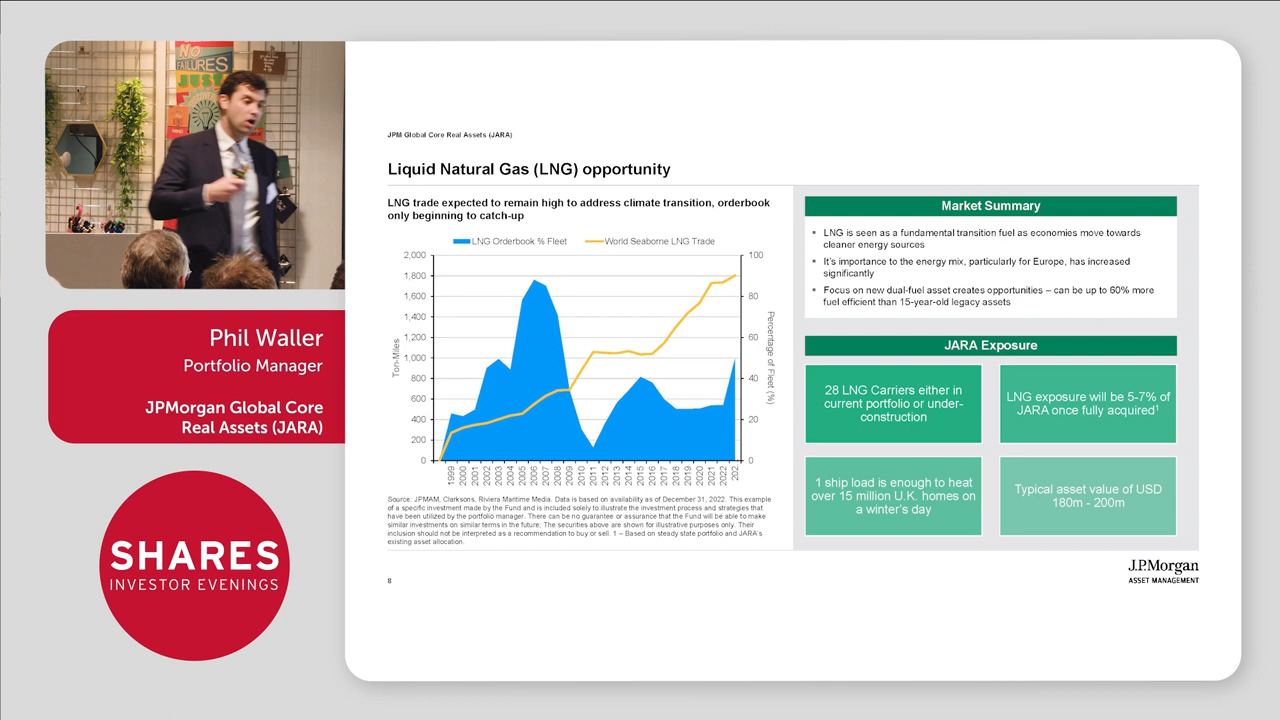 No
FAILURES
JUST
Phil Waller
Portfolio Manager
JPMorgan Global Core
Real Assets (JARA)
SHARES
INVESTOR EVENINGS
JPM Global Core Real Assets (JARA)
Liquid Natural Gas (LNG) opportunity
LNG trade expected to remain high to address climate transition, orderbook
only beginning to catch-up
LNG Orderbook % Fleet
World Seaborne LNG Trade
Ton-Miles
2,000
1,800
1,600
1,400
1,200
1,000
800
600
400
200
0
100
80
60
40
20
0
Percentage of Fleet (%)
1999 2000 2001 2002 2003 2004 2005 2006 2007 2008 2009 2010 2011 2012 2013 2014 2015 2016 2017 2018 2019 2020 2021 2022 202
Source: JPMAM, Clarksons, Riviera Maritime Media. Data is based on availability as of December 31, 2022. This example
of a specific investment made by the Fund and is included solely to illustrate the investment process and strategies that
have been utilized by the portfolio manager. There can be no guarantee or assurance that the Fund will be able to make
similar investments on similar terms in the future; The securities above are shown for illustrative purposes only. Their
inclusion should not be interpreted as a recommendation to buy or sell. 1 – Based on steady state portfolio and JARA's
existing asset allocation.
Market Summary
LNG is seen as a fundamental transition fuel as economies move towards
cleaner energy sources
It's importance to the energy mix, particularly for Europe, has increased
significantly
Focus on new dual-fuel asset creates opportunities – can be up to 60% more
fuel efficient than 15-year-old legacy assets
JARA Exposure
28 LNG Carriers either in
current portfolio or under-
construction
LNG exposure will be 5-7% of
JARA once fully acquired1
1 ship load is enough to heat
over 15 million U.K. homes on
a winter's day
Typical asset value of USD
180m - 200m
8
J.P.Morgan
ASSET MANAGEMENT